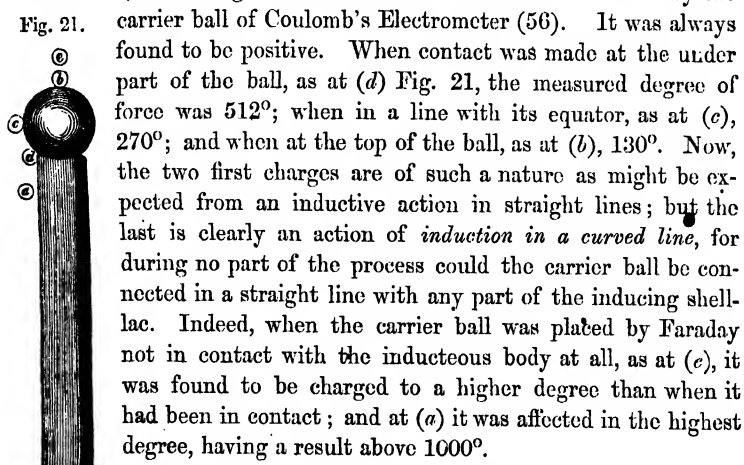 Fig. 21.
carrier ball of Coulomb's Electrometer (56). It was always
found to be positive. When contact was made at the under
part of the ball, as at (d) Fig. 21, the measured degree of
force was 512°; when in a line with its equator, as at (c),
270°; and when at the top of the ball, as at (b), 130°. Now,
the two first charges are of such a nature as might be ex-
pected from an inductive action in straight lines; but the
last is clearly an action of induction in a curved line, for
during no part of the process could the carrier ball be con-
nected in a straight line with any part of the inducing shell-
lac. Indeed, when the carrier ball was placed by Faraday
not in contact with the inducteous body at all, as at (e), it
was found to be charged to a higher degree than when it
had been in contact; and at (a) it was affected in the highest
degree, having a result above 1000°.
e
b
c
d
a